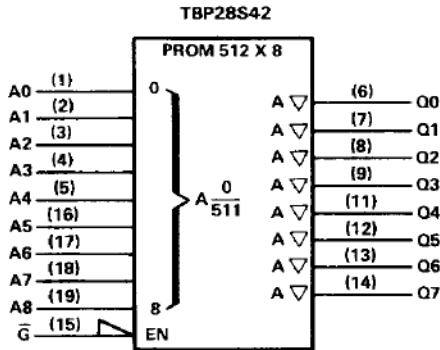 TBP28S42
PROM 512 X 8
A0 (1) 0 A ▽ (6) Q0
A1 (2) A ▽ (7) Q1
A2 (3) A ▽ (8) Q2
A3 (4) A ▽ (9) Q3
A4 (5) A 0/511 A ▽ (11) Q4
A5 (16) A ▽ (12) Q5
A6 (17) A ▽ (13) Q6
A7 (18) A ▽ (14) Q7
A8 (19) 8
G̅ (15) EN